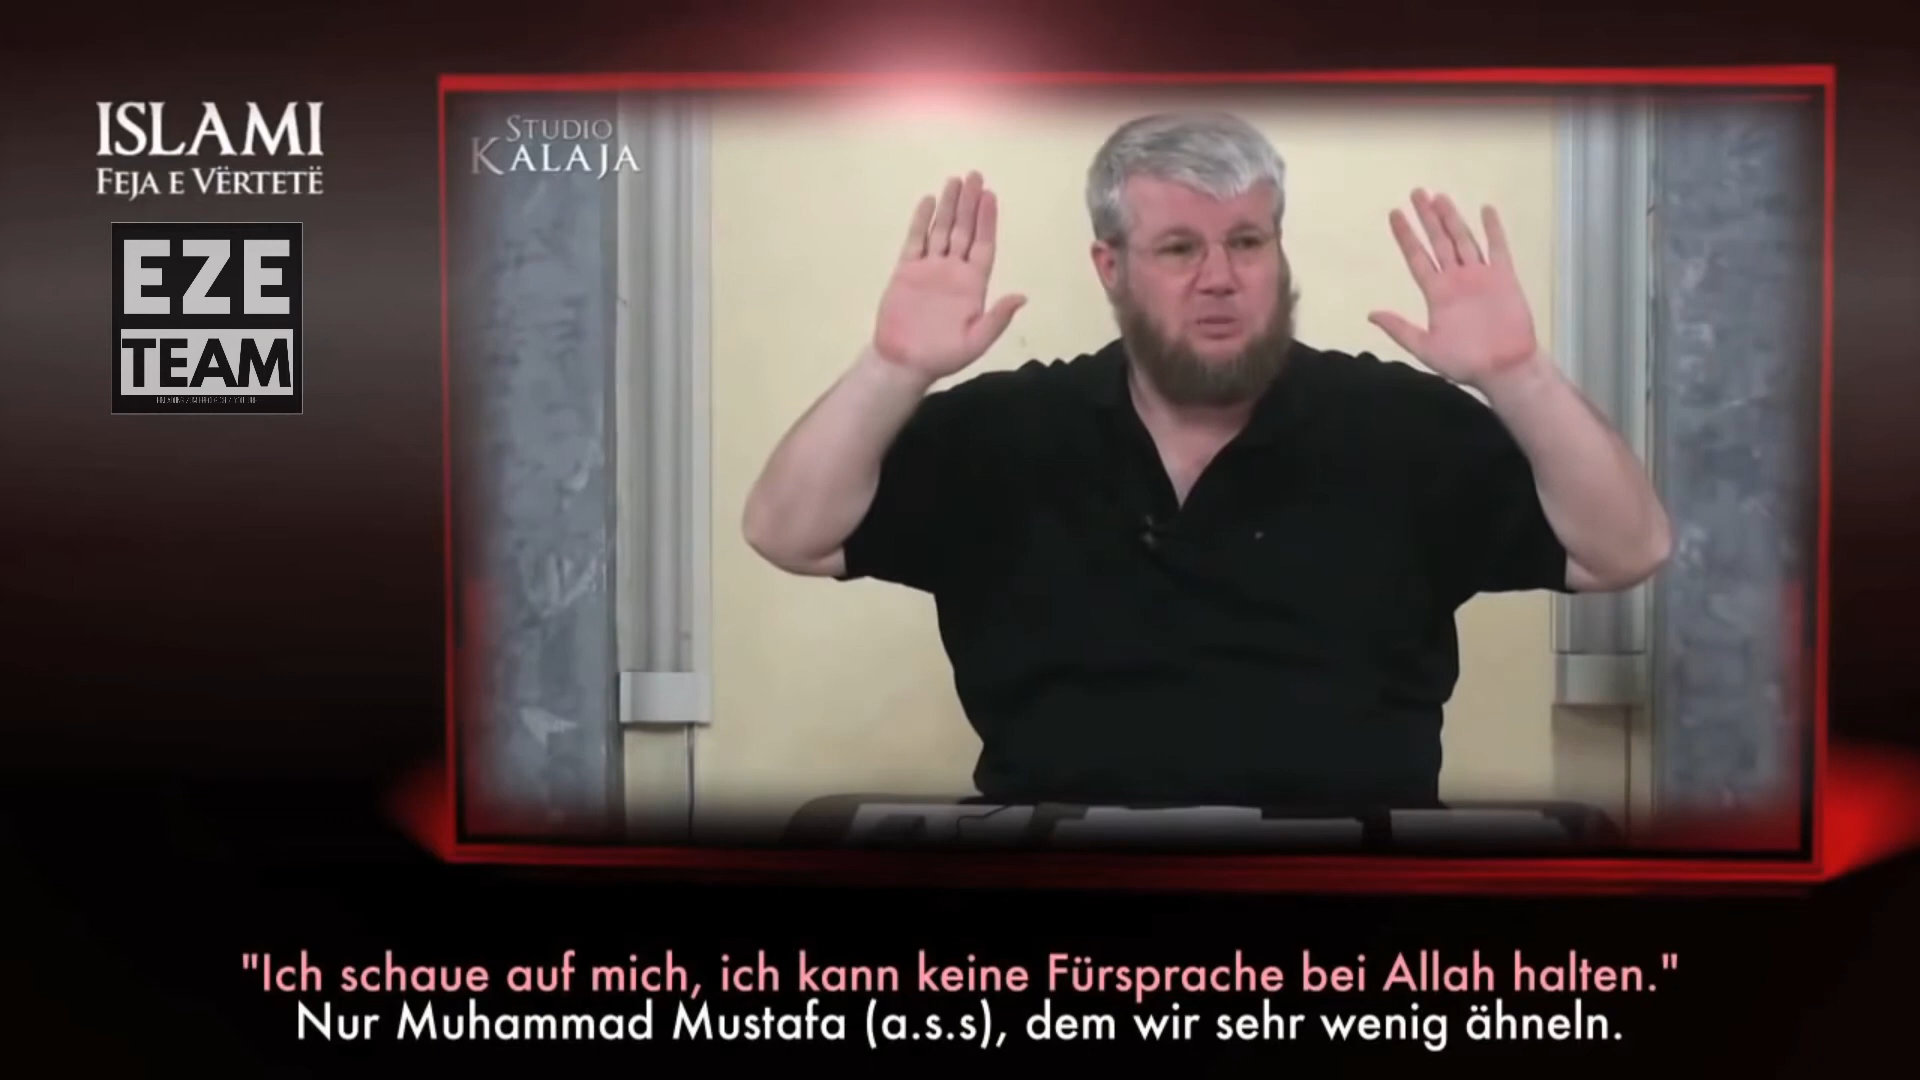 ISLAMI
FEJA E VËRTETË
EZE
TEAM
STUDIO
KALAJA
"Ich schaue auf mich, ich kann keine Fürsprache bei Allah halten."
Nur Muhammad Mustafa (a.s.s), dem wir sehr wenig ähneln.